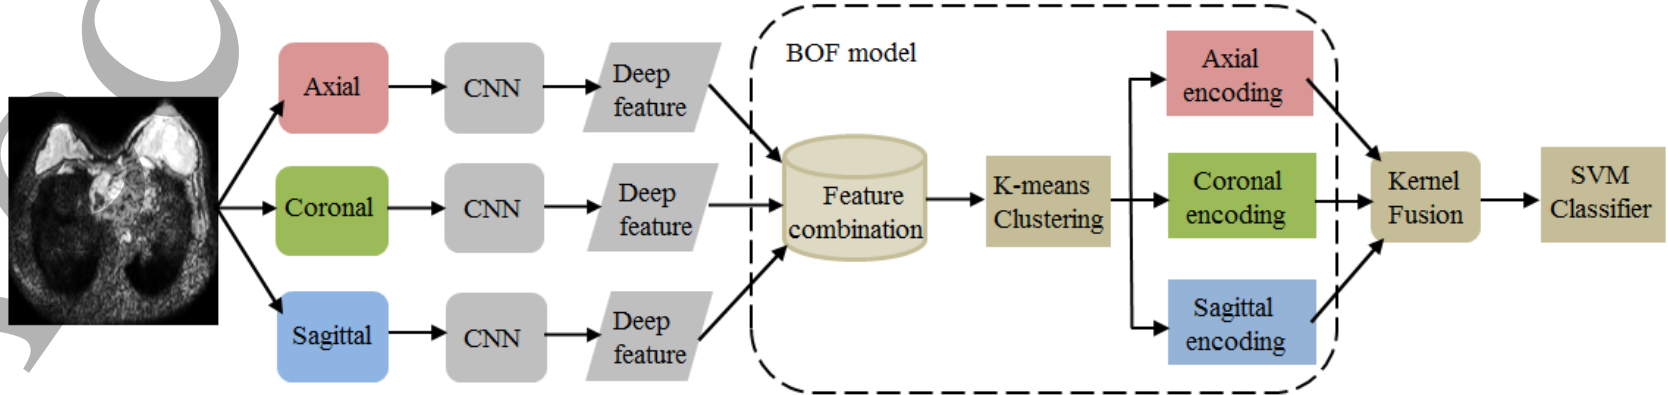 BOF model
Axial
CNN
Deep
feature
Coronal
CNN
Deep
feature
Sagittal
CNN
Deep
feature
Feature
combination
K-means
Clustering
Axial
encoding
Coronal
encoding
Sagittal
encoding
Kernel
Fusion
SVM
Classifier